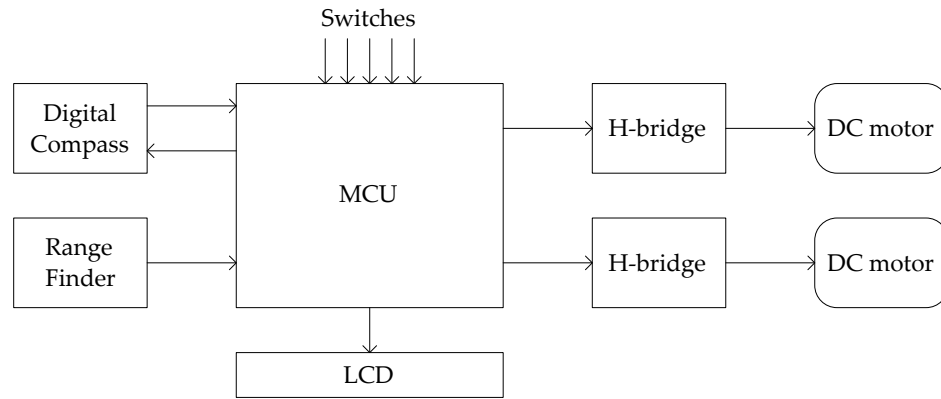 Switches
Digital
Compass
MCU
H-bridge
DC motor
Range
Finder
H-bridge
DC motor
LCD